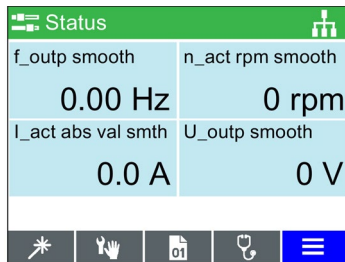 Status
f_outp smooth
n_act rpm smooth
0.00 Hz
0 rpm
I_act abs val smth
U_outp smooth
0.0 A
0 V
01